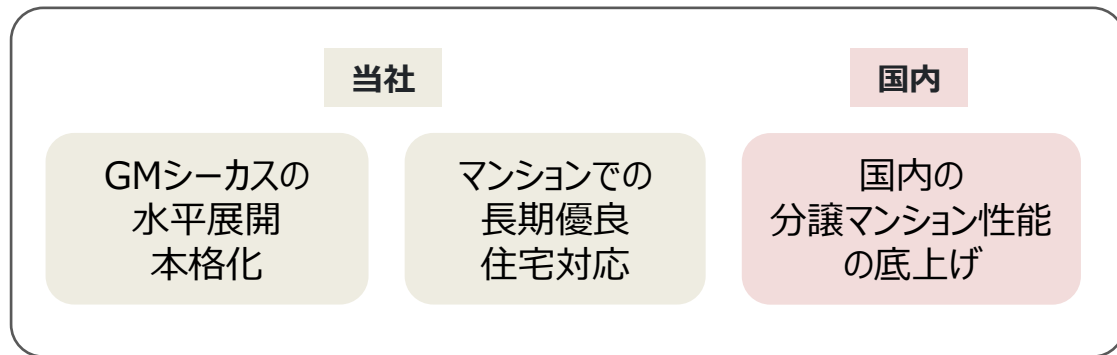 当社
GMシーカスの
水平展開
本格化
マンションでの
長期優良
住宅対応
国内
国内の
分譲マンション性能
の底上げ